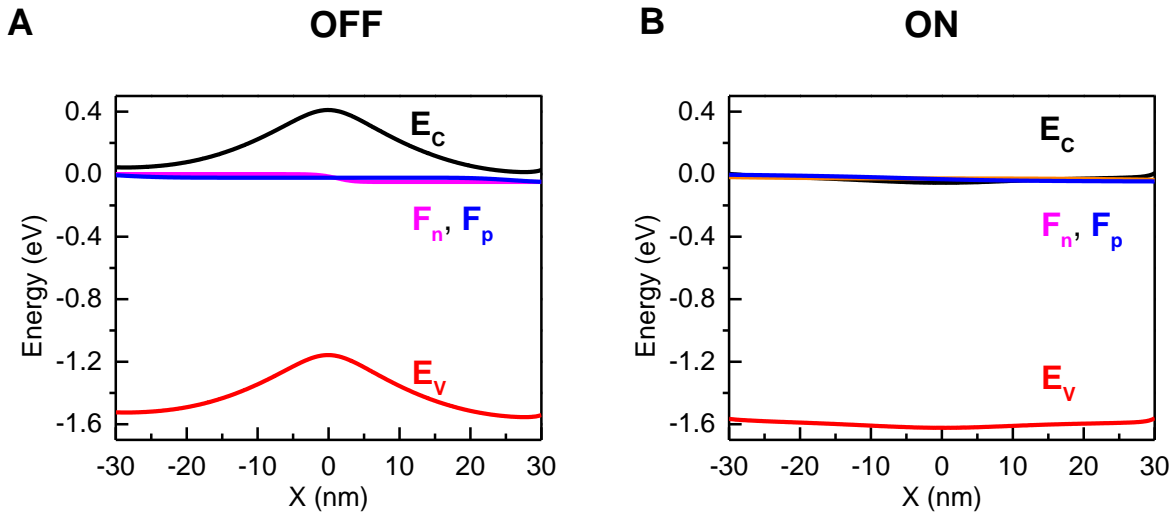 A
OFF
0.4
0.0
-0.4
-0.8
-1.2
-1.6
Energy (eV)
E_C
F_n, F_p
E_V
-30
-20
-10
0
10
20
30
X (nm)
B
ON
0.4
0.0
-0.4
-0.8
-1.2
-1.6
Energy (eV)
E_C
F_n, F_p
E_V
-30
-20
-10
0
10
20
30
X (nm)